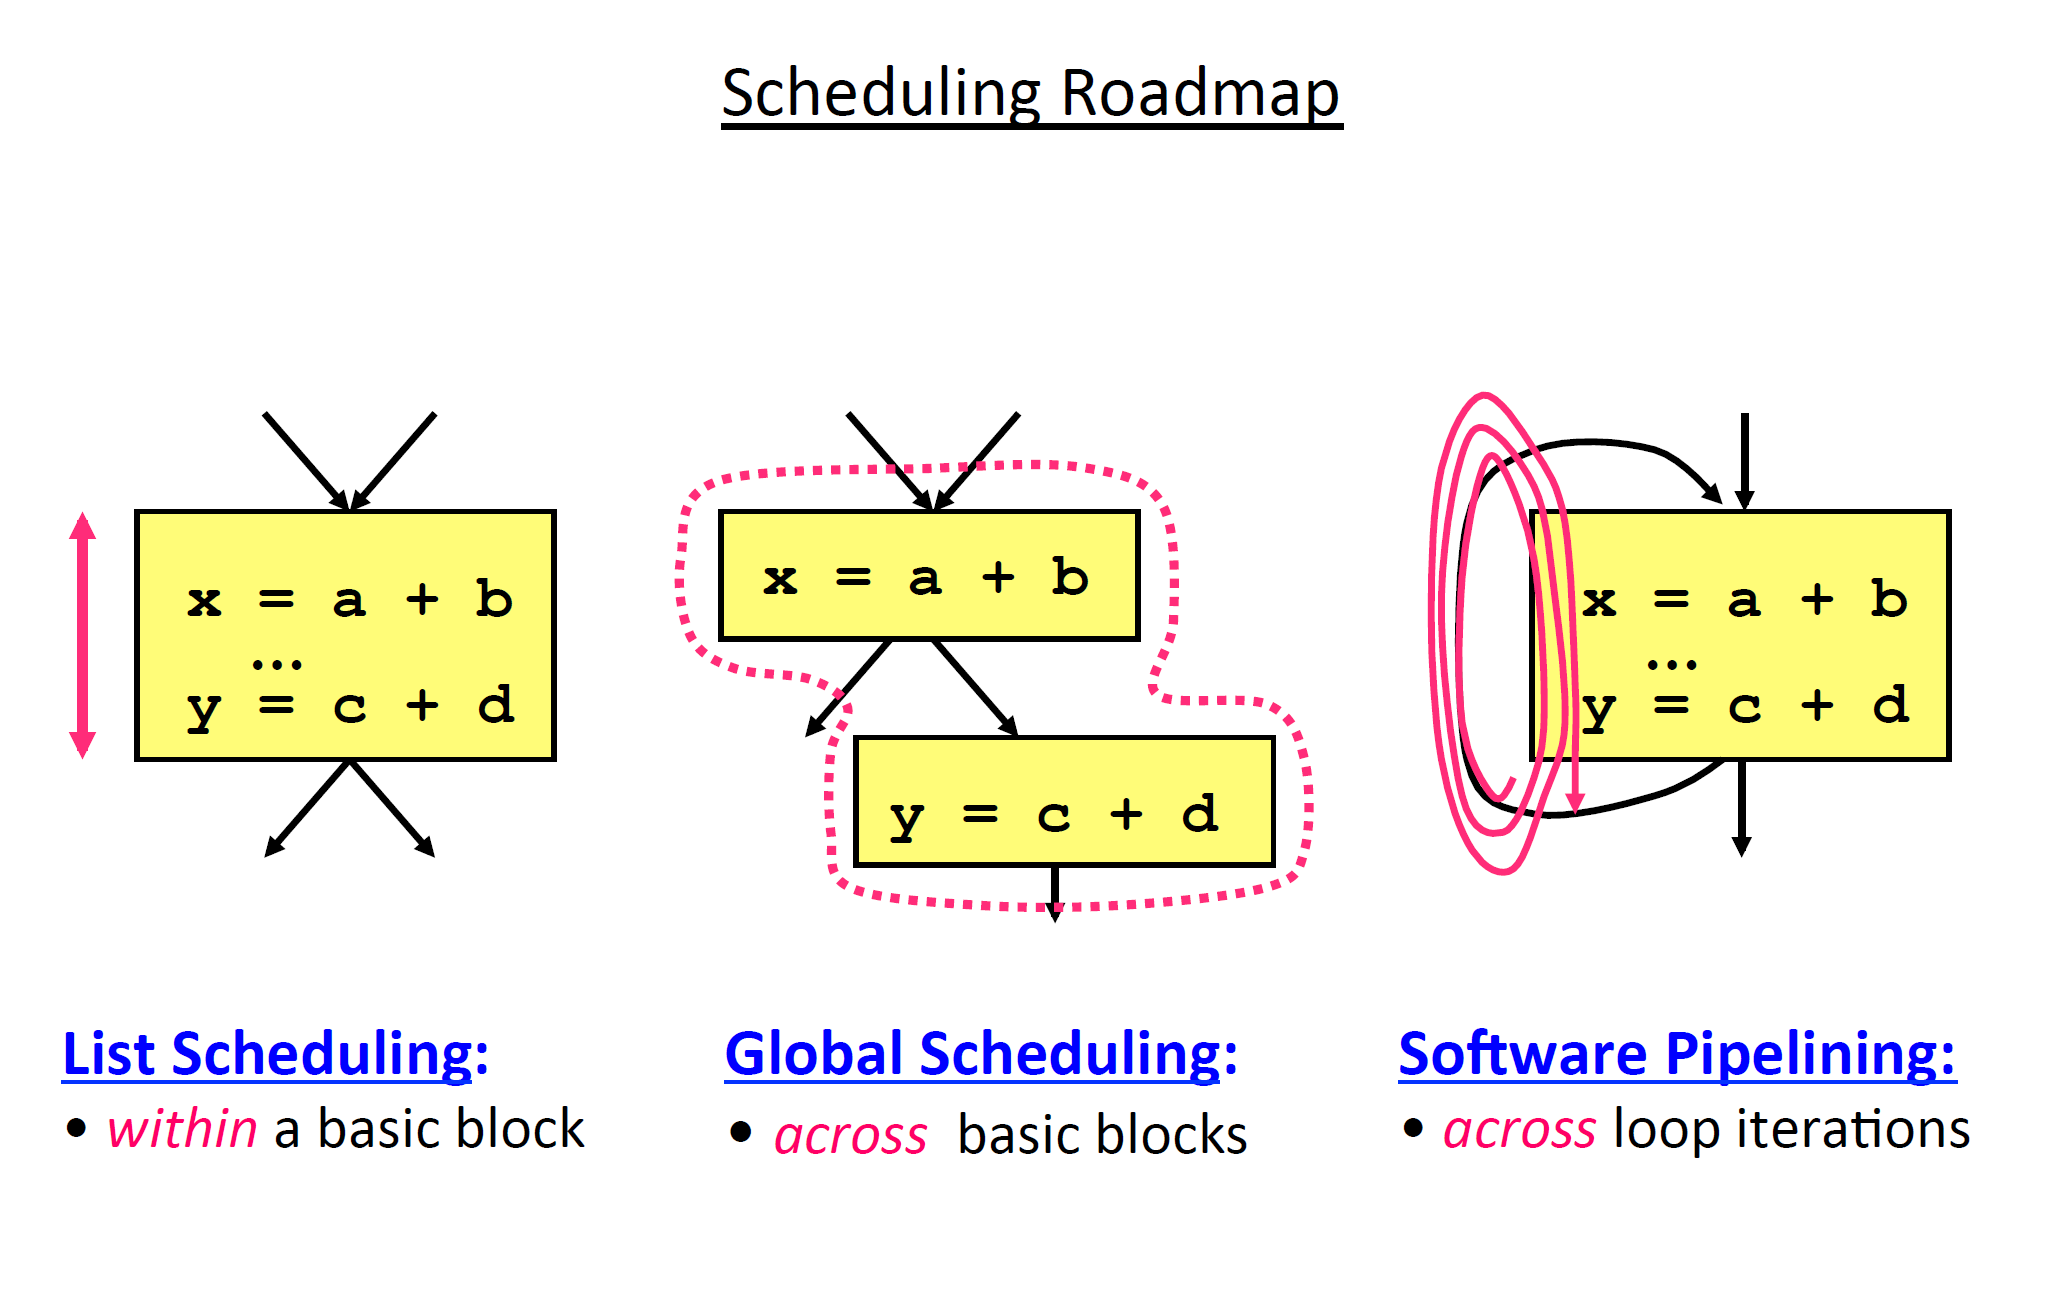 Scheduling Roadmap
x = a + b
...
y = c + d
x = a + b
y = c + d
x = a + b
...
y = c + d
List Scheduling:
• within a basic block
Global Scheduling:
• across basic blocks
Software Pipelining:
• across loop iterations